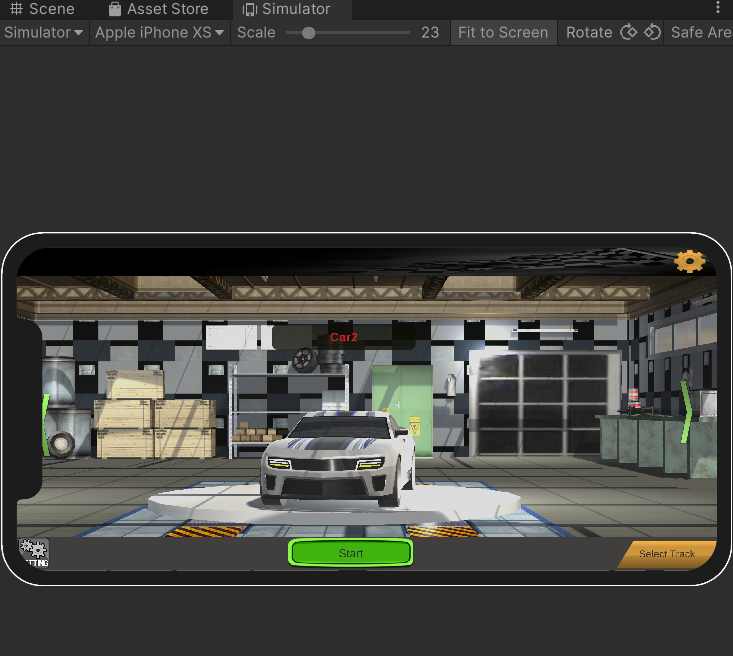 Scene Asset Store Simulator
Simulator Apple iPhone XS Scale 23 Fit to Screen Rotate Safe Are
Car2
Start
Select Track
TTING